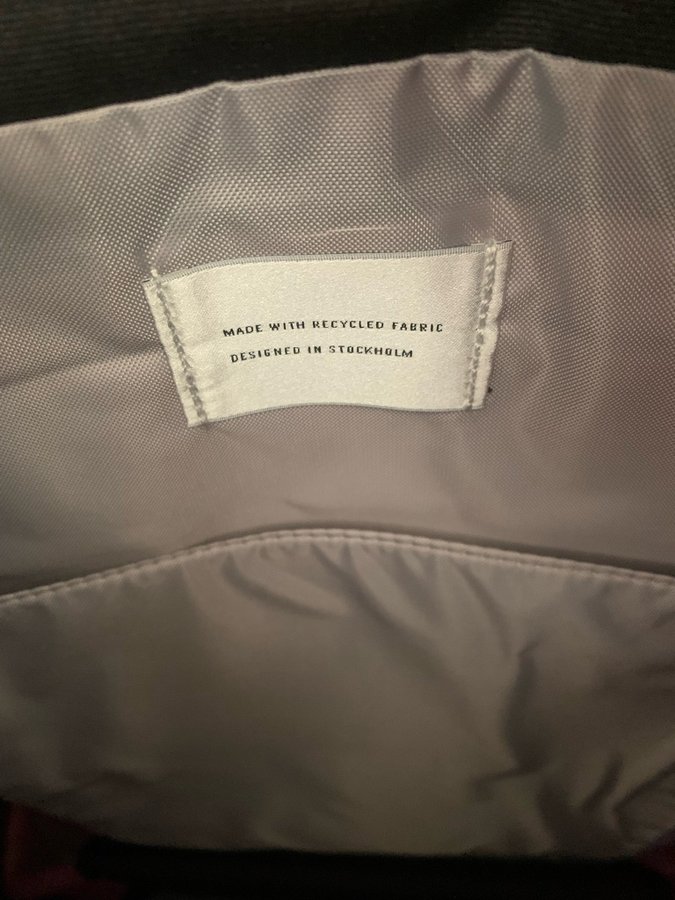 MADE WITH RECYCLED FABRIC
DESIGNED IN STOCKHOLM